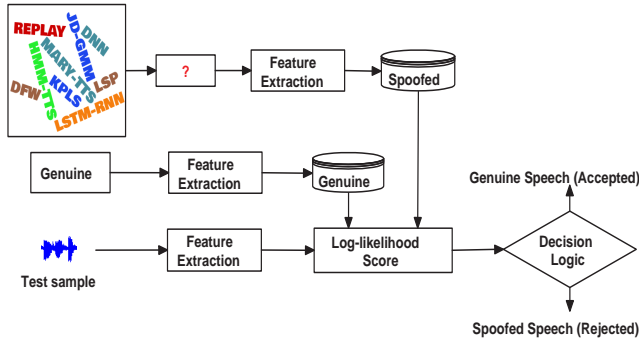 REPLAY
JD-GMM
DNN
MARY-TTS
HMM-TTS
KPLS
LSP
DFW
LSTM-RNN
?
Feature
Extraction
Spoofed
Genuine
Feature
Extraction
Genuine
Test sample
Feature
Extraction
Log-likelihood
Score
Decision
Logic
Genuine Speech (Accepted)
Spoofed Speech (Rejected)